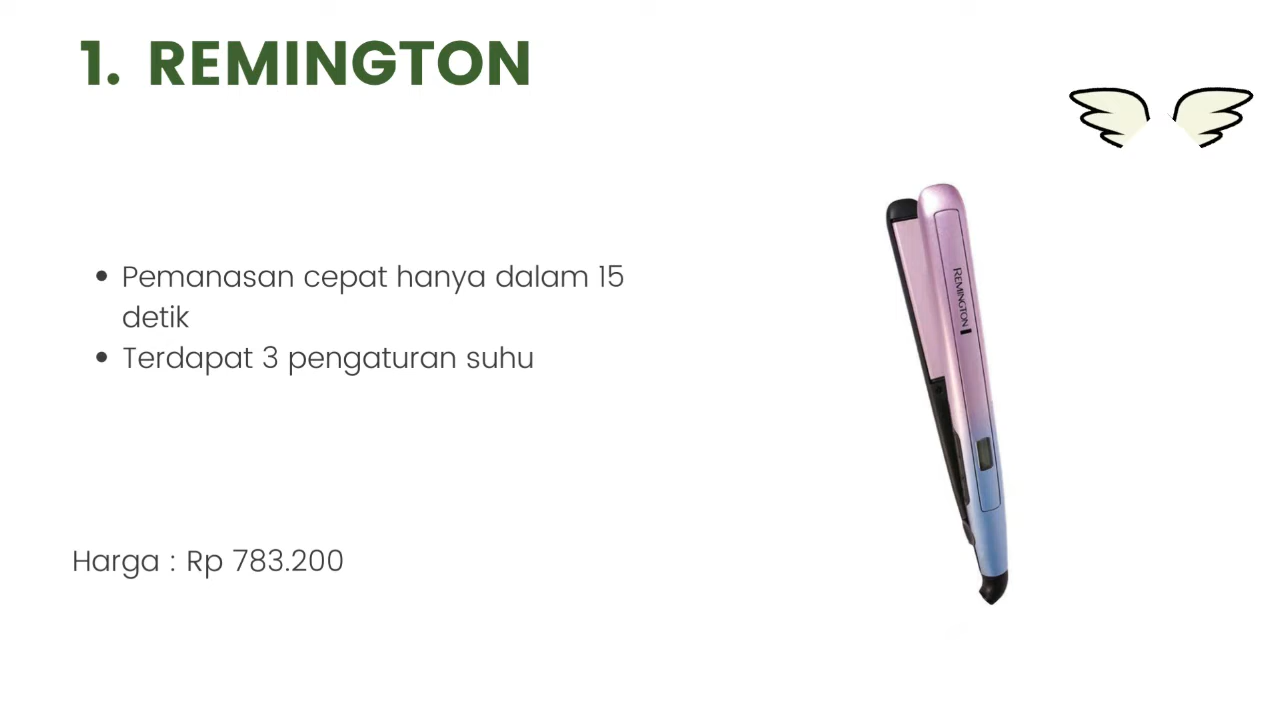 1. REMINGTON
• Pemanasan cepat hanya dalam 15
detik
• Terdapat 3 pengaturan suhu
REMINGTON
Harga : Rp 783.200